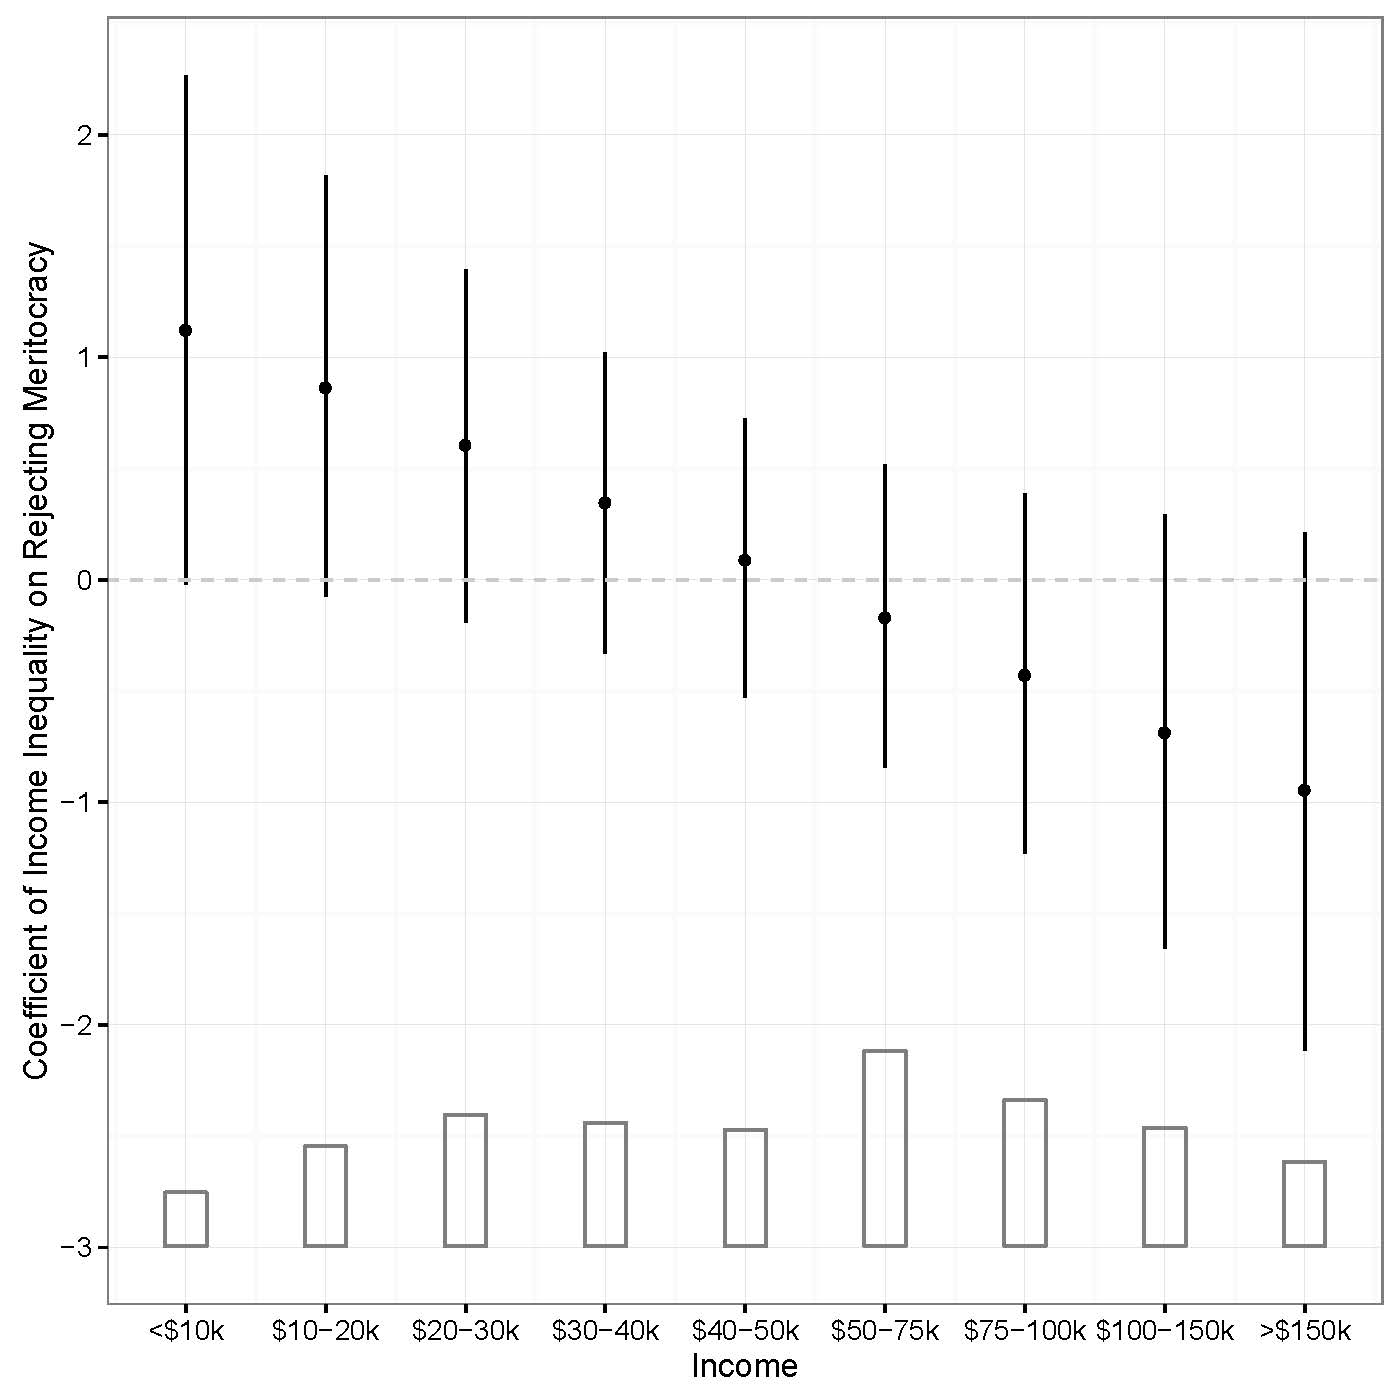 Coefficient of Income Inequality on Rejecting Meritocracy
2
1
0
−1
−2
−3
<$10k $10−20k $20−30k $30−40k $40−50k $50−75k $75−100k $100−150k >$150k
Income